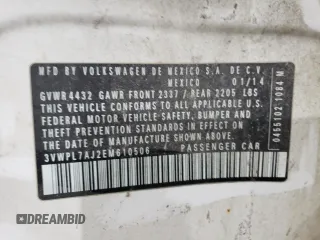 MFD BY VOLKSWAGEN DE MEXICO S.A. DE C.V.
MEXICO 01/14
GVWR 4432 GAWR FRONT 2337 / REAR 2205 LBS
THIS VEHICLE CONFORMS TO ALL APPLICABLE U.S.
FEDERAL MOTOR VEHICLE SAFETY, BUMPER, AND
THEFT PREVENTION STANDARDS IN EFFECT ON
THE DATE OF MANUFACTURE SHOWN ABOVE
3VWPL7AJ2EM610506 PASSENGER CAR
0455102.1084 M
DREAMBID